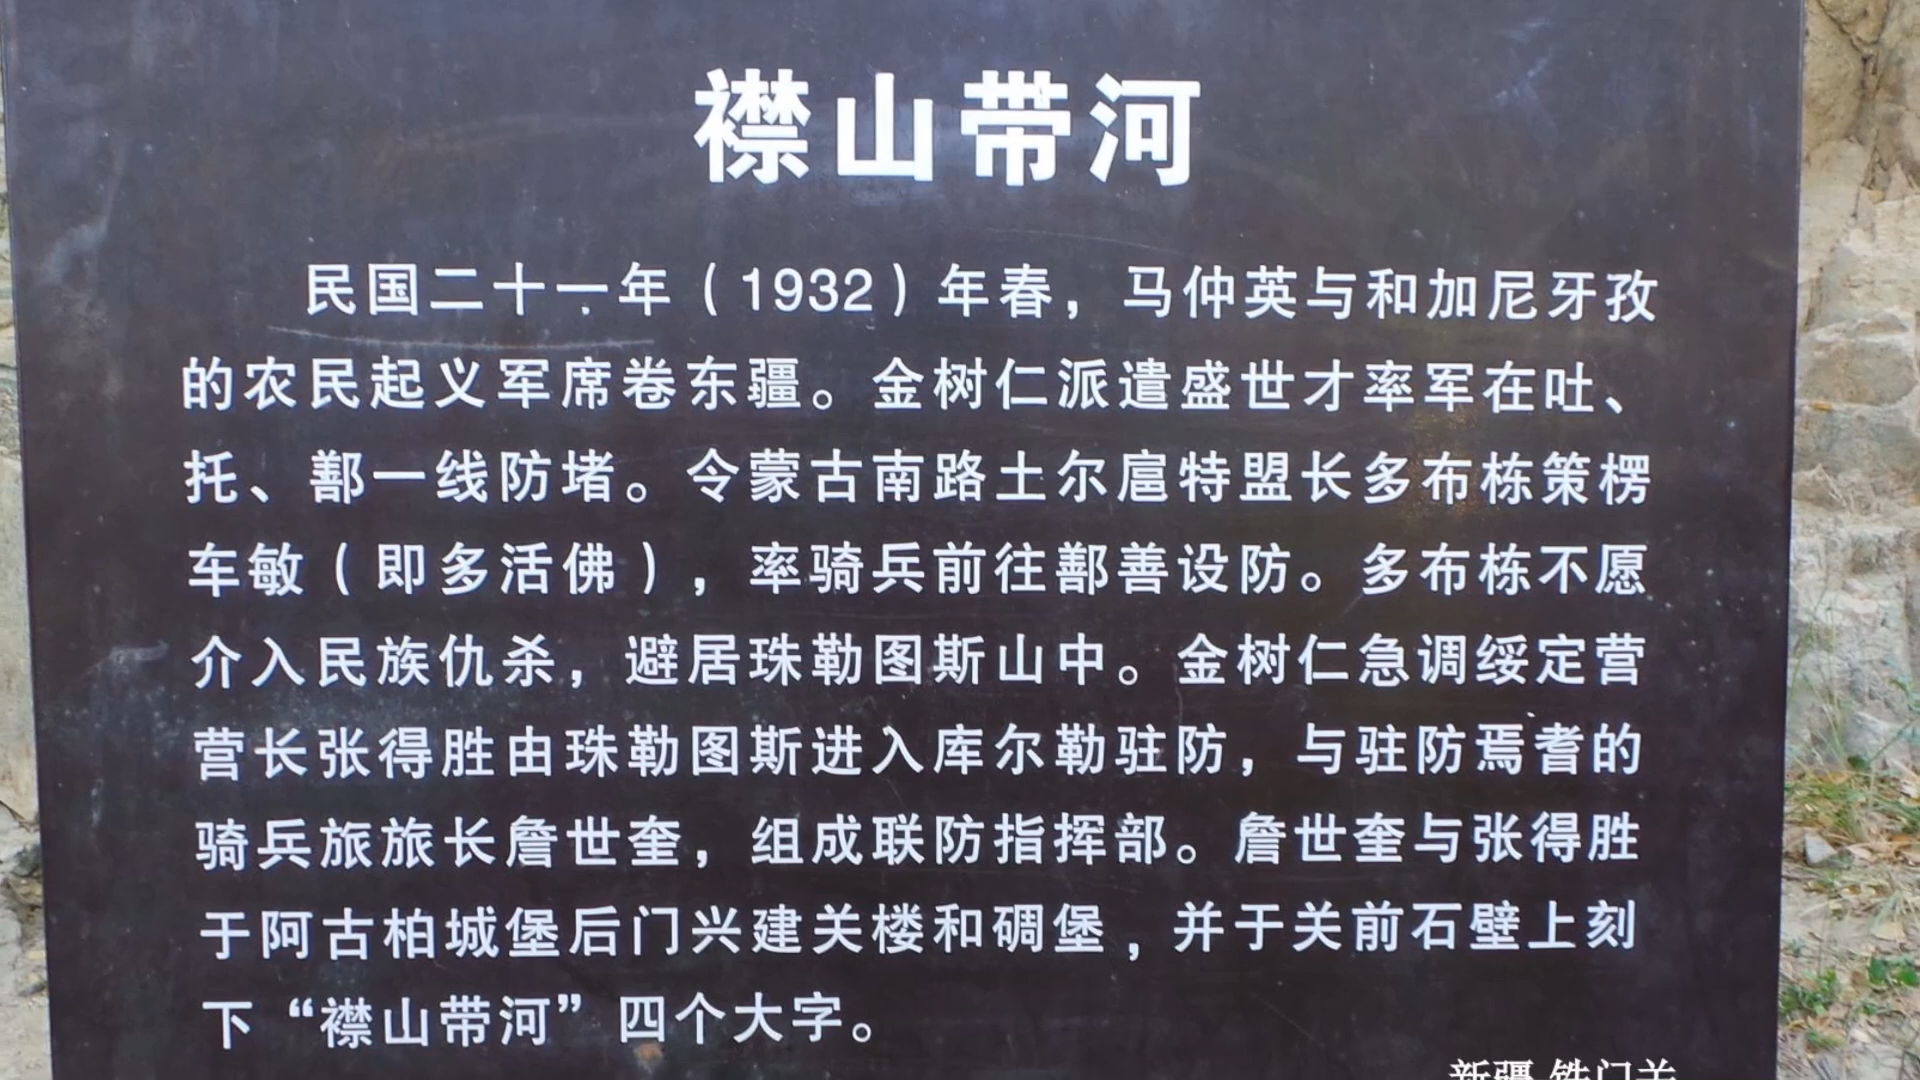 襟山带河
民国二十一年（1932）年春，马仲英与和加尼牙孜
的农民起义军席卷东疆。金树仁派遣盛世才率军在吐、
托、鄯一线防堵。令蒙古南路土尔扈特盟长多布栋策楞
车敏（即多活佛），率骑兵前往鄯善设防。多布栋不愿
介入民族仇杀，避居珠勒图斯山中。金树仁急调绥定营
营长张得胜由珠勒图斯进入库尔勒驻防，与驻防焉耆的
骑兵旅旅长詹世奎，组成联防指挥部。詹世奎与张得胜
于阿古柏城堡后门兴建关楼和碉堡，并于关前石壁上刻
下“襟山带河”四个大字。
新疆 铁门关